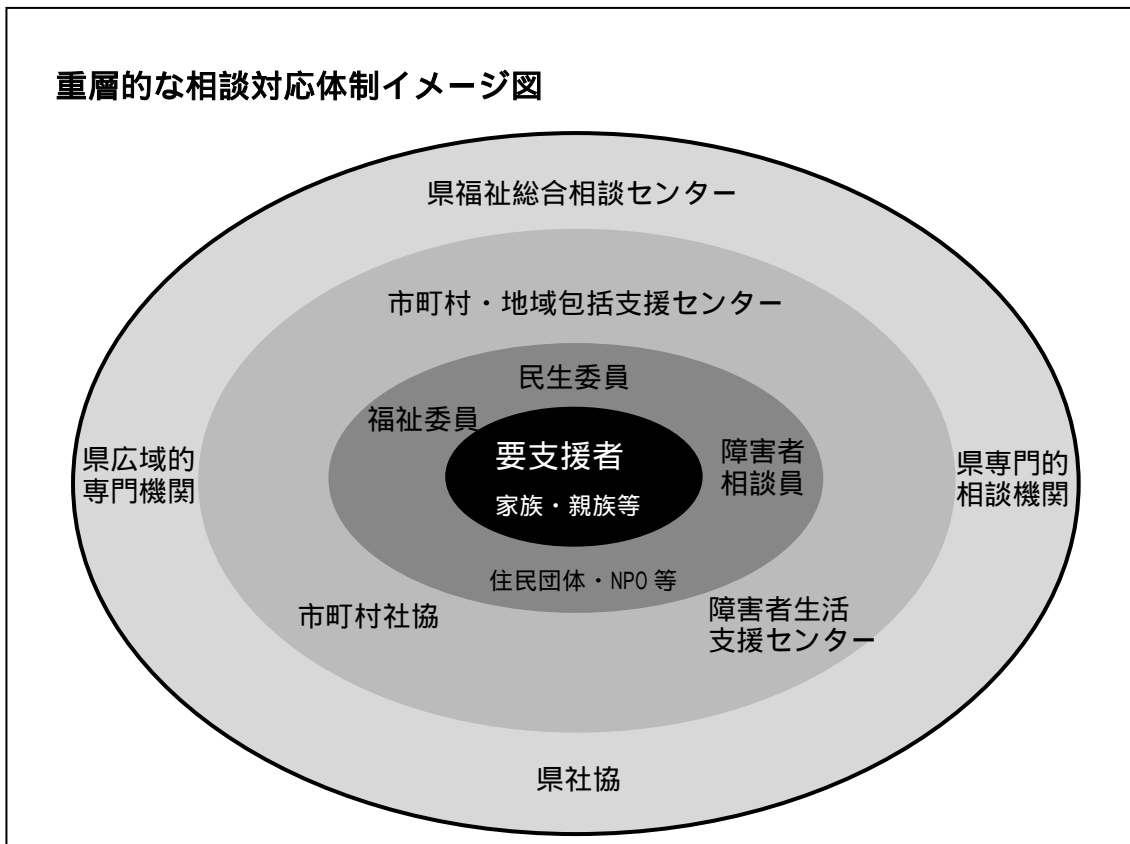 重層的な相談対応体制イメージ図
県福祉総合相談センター
市町村・地域包括支援センター
民生委員
福祉委員
要支援者
家族・親族等
障害者
相談員
県広域的
専門機関
県専門的
相談機関
住民団体・NPO等
市町村社協
障害者生活
支援センター
県社協